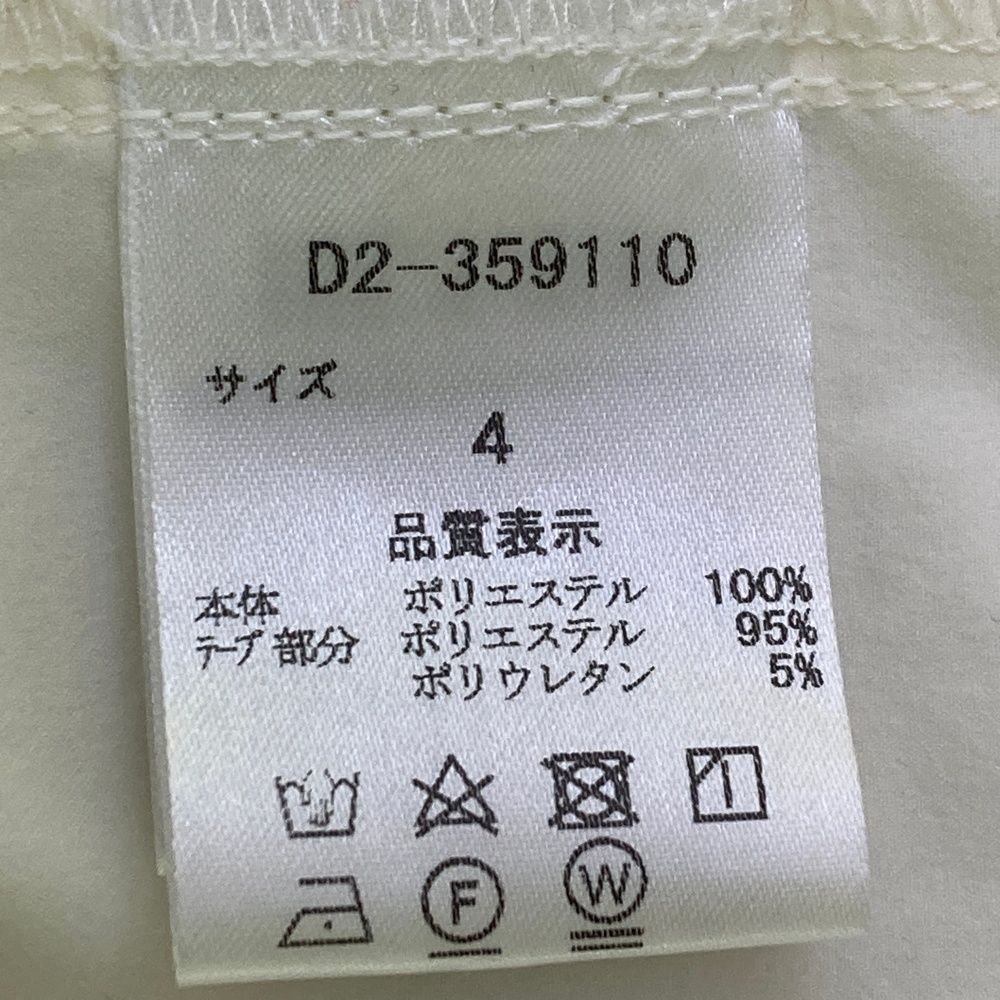 D2-359110
サイズ
4
品質表示
本体 ポリエステル 100%
テープ部分 ポリエステル 95%
ポリウレタン 5%
F W